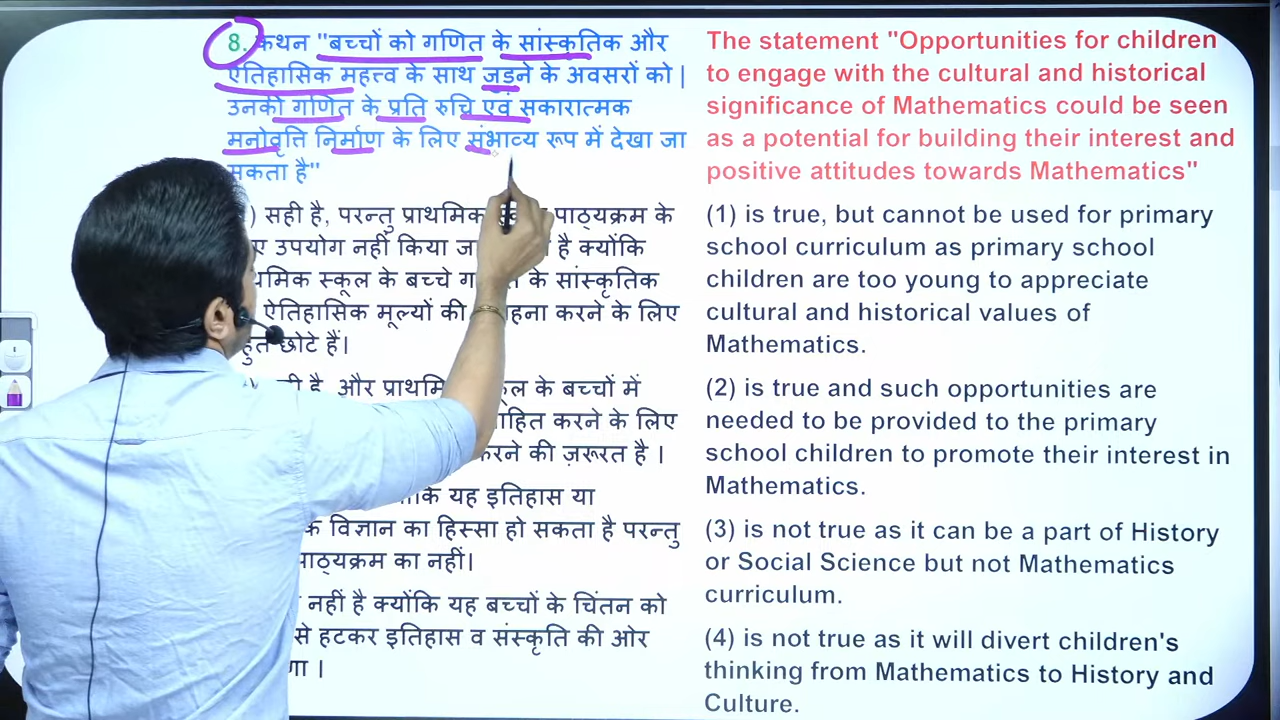 8. कथन "बच्चों को गणित के सांस्कृतिक और
ऐतिहासिक महत्त्व के साथ जुड़ने के अवसरों को |
उनकी गणित के प्रति रुचि एवं सकारात्मक
मनोवृत्ति निर्माण के लिए संभाव्य रूप में देखा जा
सकता है"
) सही है, परन्तु प्राथमिक पाठ्यक्रम के
उपयोग नहीं किया है क्योंकि
स्कूल के बच्चे के सांस्कृतिक
ऐतिहासिक मूल्यों की करने के लिए
छोटे हैं।
है, और के बच्चों में
करने के लिए
करने की ज़रूरत है ।
यह इतिहास या
विज्ञान का हिस्सा हो सकता है परन्तु
का नहीं।
नहीं है क्योंकि यह बच्चों के चिंतन को
से हटकर इतिहास व संस्कृति की ओर
।
The statement "Opportunities for children
to engage with the cultural and historical
significance of Mathematics could be seen
as a potential for building their interest and
positive attitudes towards Mathematics"
(1) is true, but cannot be used for primary
school curriculum as primary school
children are too young to appreciate
cultural and historical values of
Mathematics.
(2) is true and such opportunities are
needed to be provided to the primary
school children to promote their interest in
Mathematics.
(3) is not true as it can be a part of History
or Social Science but not Mathematics
curriculum.
(4) is not true as it will divert children's
thinking from Mathematics to History and
Culture.